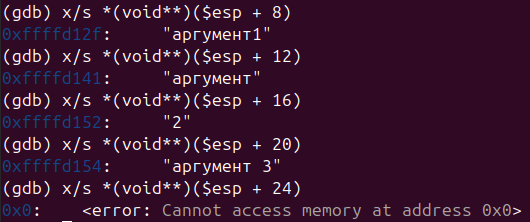 (gdb) x/s *(void**)($esp + 8)
0xffffd12f:     "аргумент1"
(gdb) x/s *(void**)($esp + 12)
0xffffd141:     "аргумент"
(gdb) x/s *(void**)($esp + 16)
0xffffd152:     "2"
(gdb) x/s *(void**)($esp + 20)
0xffffd154:     "аргумент 3"
(gdb) x/s *(void**)($esp + 24)
0x0:    <error: Cannot access memory at address 0x0>